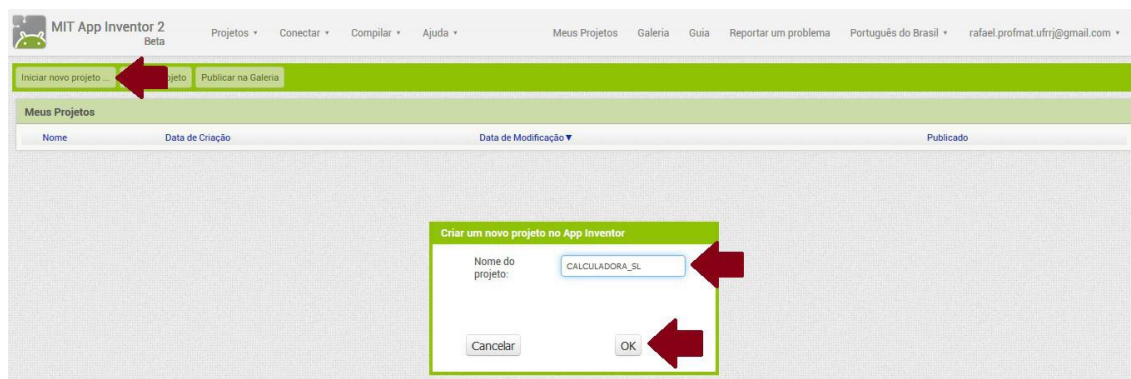 MIT App Inventor 2
Beta
Projetos Conectar Compilar Ajuda Meus Projetos Galeria Guia Reportar um problema Português do Brasil rafael.profmat.ufrrj@gmail.com
Iniciar novo projeto ... Publicar na Galeria
Meus Projetos
Nome Data de Criação Data de Modificação Publicado
Criar um novo projeto no App Inventor
Nome do
projeto:
CALCULADORA_SL
Cancelar OK